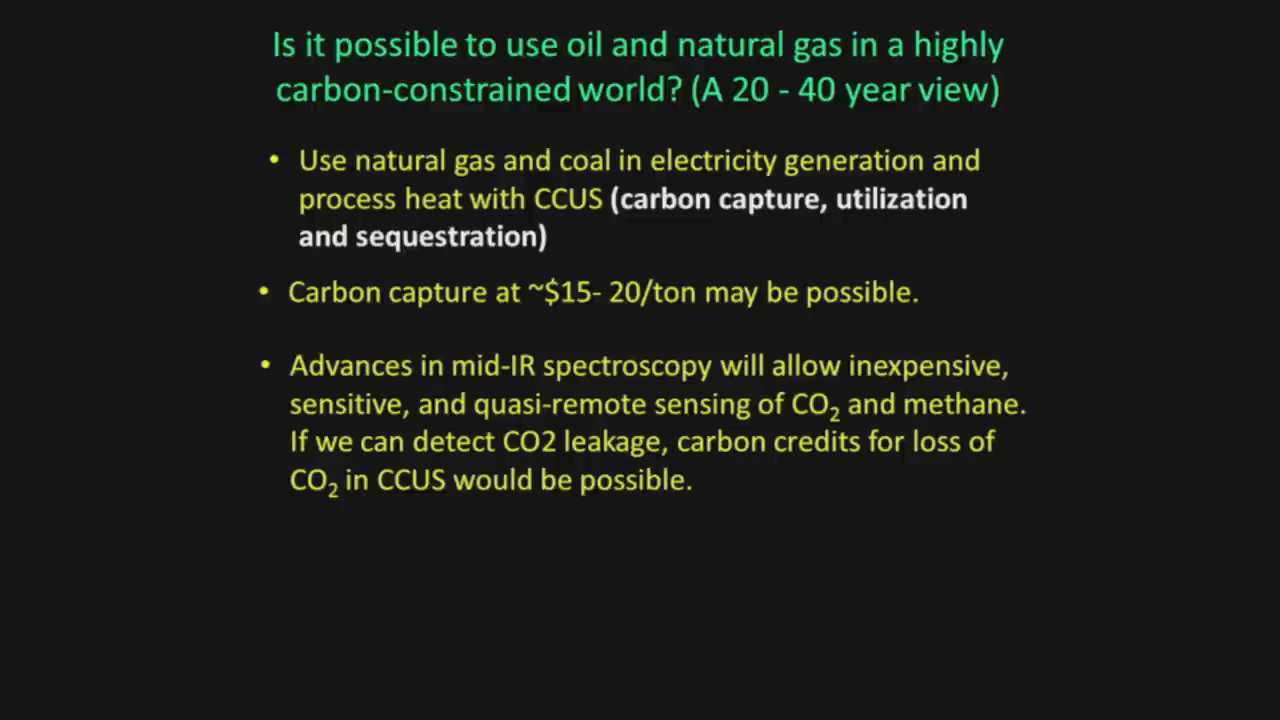 Is it possible to use oil and natural gas in a highly
carbon-constrained world? (A 20 - 40 year view)
• Use natural gas and coal in electricity generation and
process heat with CCUS (carbon capture, utilization
and sequestration)
• Carbon capture at ~$15- 20/ton may be possible.
• Advances in mid-IR spectroscopy will allow inexpensive,
sensitive, and quasi-remote sensing of CO₂ and methane.
If we can detect CO2 leakage, carbon credits for loss of
CO₂ in CCUS would be possible.